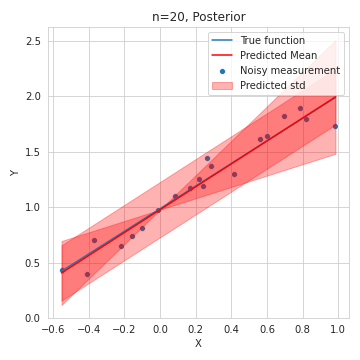 n=20, Posterior
True function
Predicted Mean
Noisy measurement
Predicted std
Y
2.5
2.0
1.5
1.0
0.5
0.0
−0.6 −0.4 −0.2 0.0 0.2 0.4 0.6 0.8 1.0
X